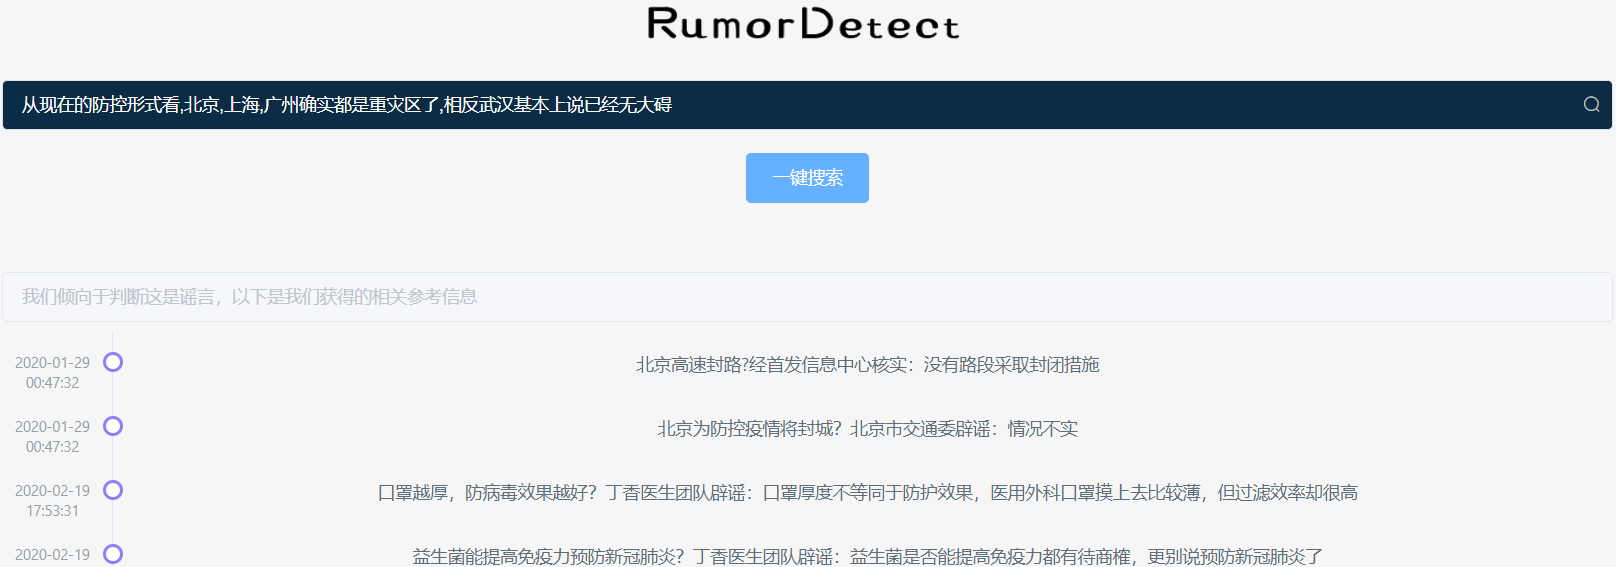 RumorDetect
从现在的防控形式看,北京,上海,广州确实都是重灾区了,相反武汉基本上说已经无大碍
一键搜索
我们倾向于判断这是谣言，以下是我们获得的相关参考信息
2020-01-29
00:47:32
北京高速封路?经首发信息中心核实：没有路段采取封闭措施
2020-01-29
00:47:32
北京为防控疫情将封城？北京市交通委辟谣：情况不实
2020-02-19
17:53:31
口罩越厚，防病毒效果越好？丁香医生团队辟谣：口罩厚度不等同于防护效果，医用外科口罩摸上去比较薄，但过滤效率却很高
2020-02-19
益生菌能提高免疫力预防新冠肺炎？丁香医生团队辟谣：益生菌是否能提高免疫力都有待商榷，更别说预防新冠肺炎了